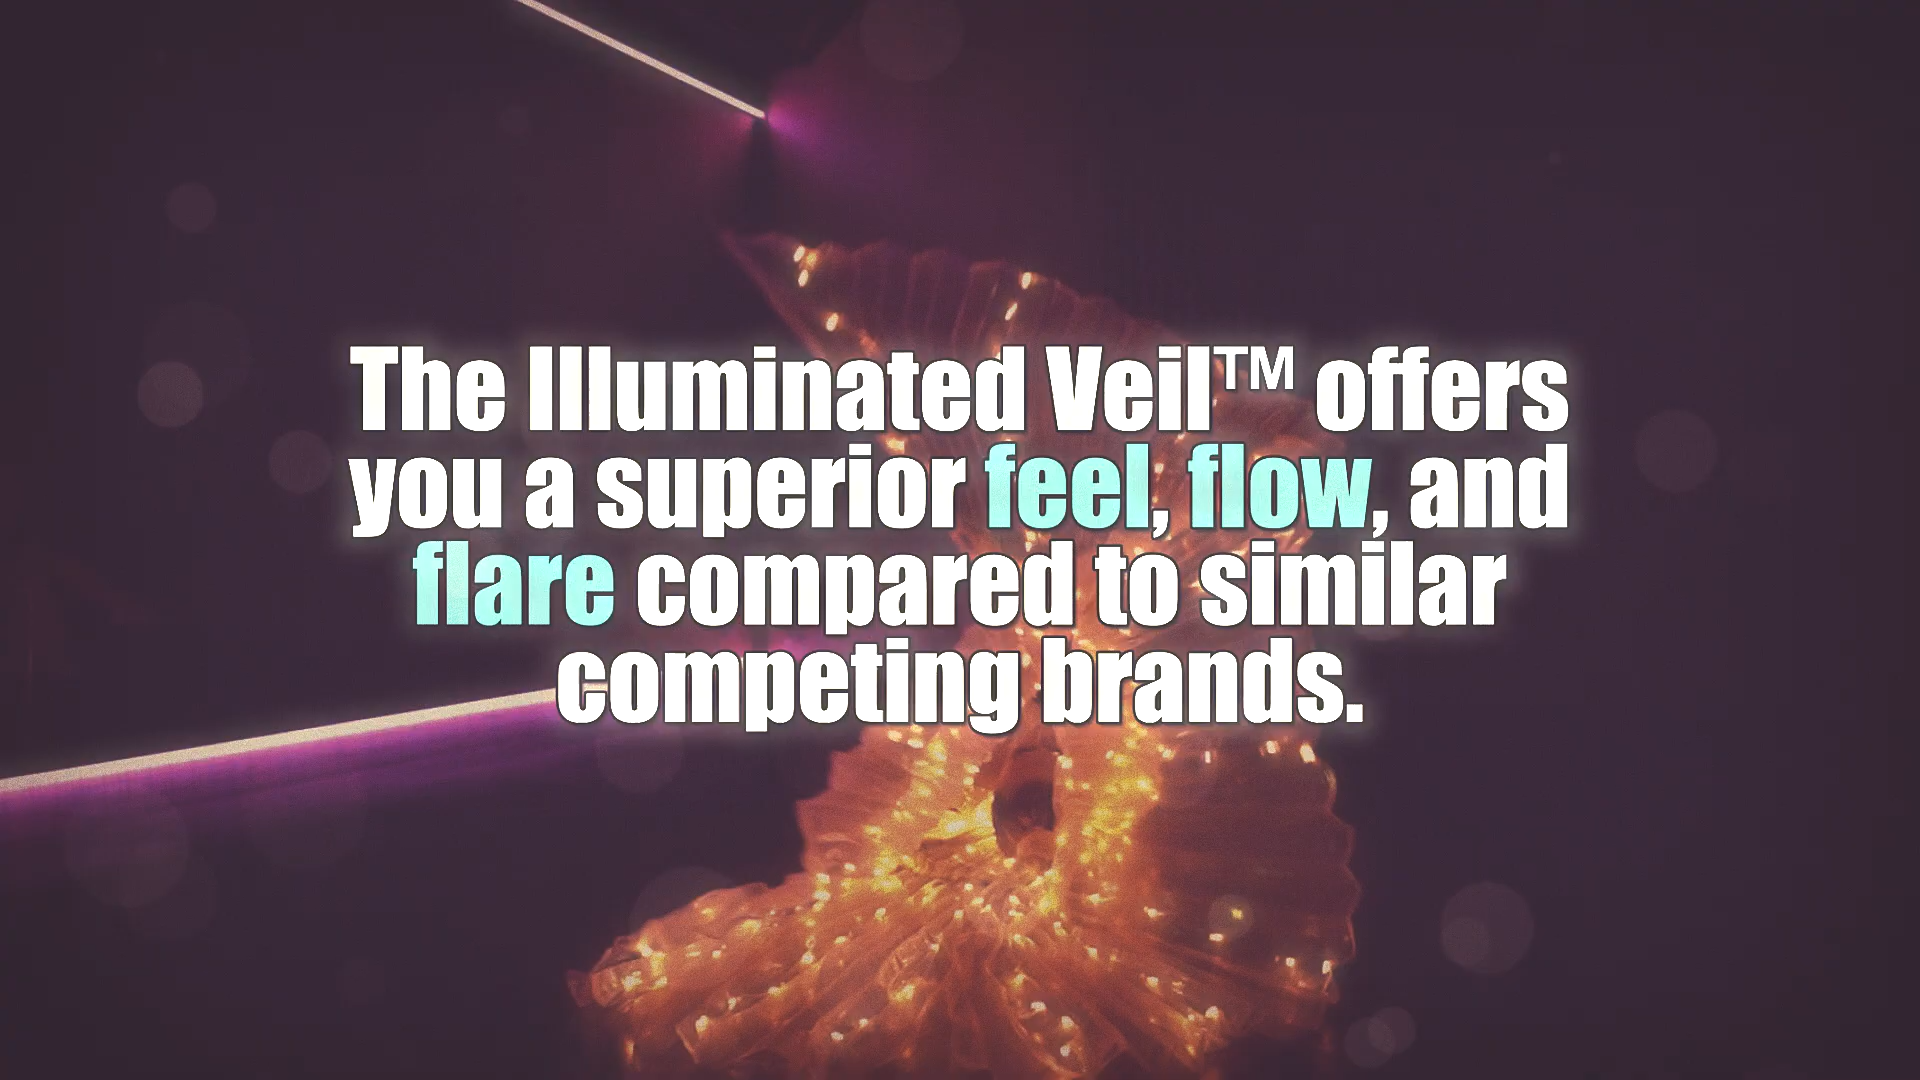 The Illuminated Veil™ offers
you a superior feel, flow, and
flare compared to similar
competing brands.